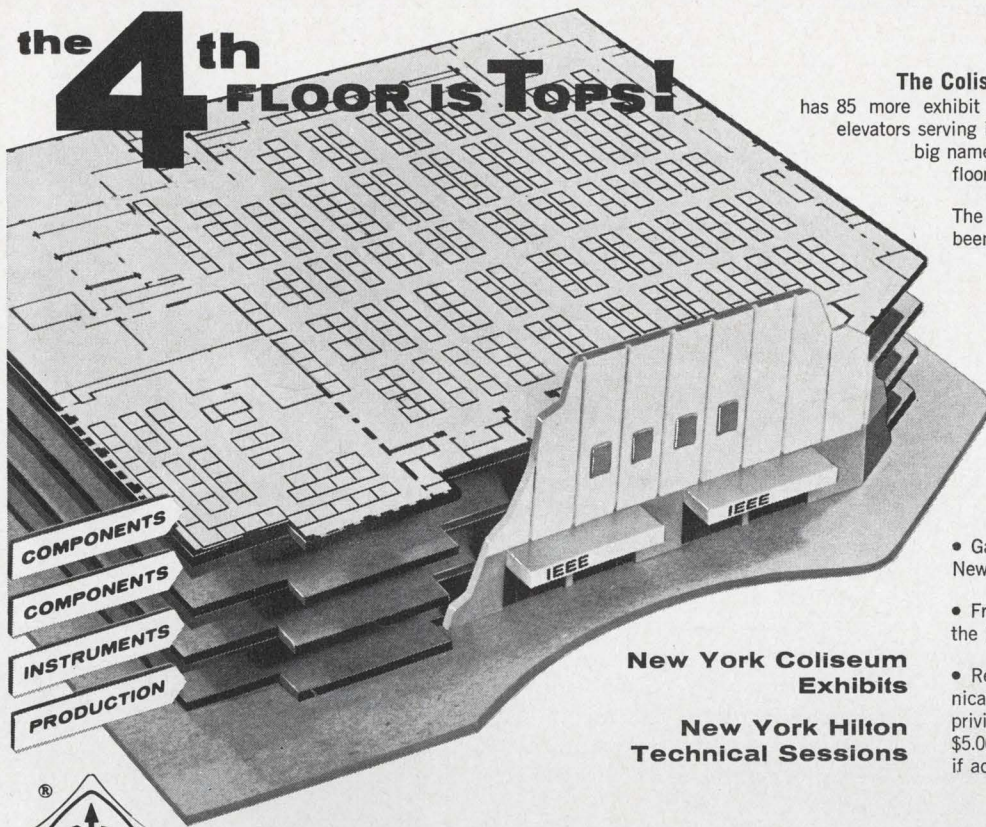 the 4th
FLOOR IS TOPS!
The Colis
has 85 more exhibit
elevators serving i
big name
floor
The
been
COMPONENTS
COMPONENTS
INSTRUMENTS
PRODUCTION
IEEE
IEEE
New York Coliseum
Exhibits
New York Hilton
Technical Sessions
• Ga
New
• Fr
the
• Re
nica
privi
$5.0
if ac
®